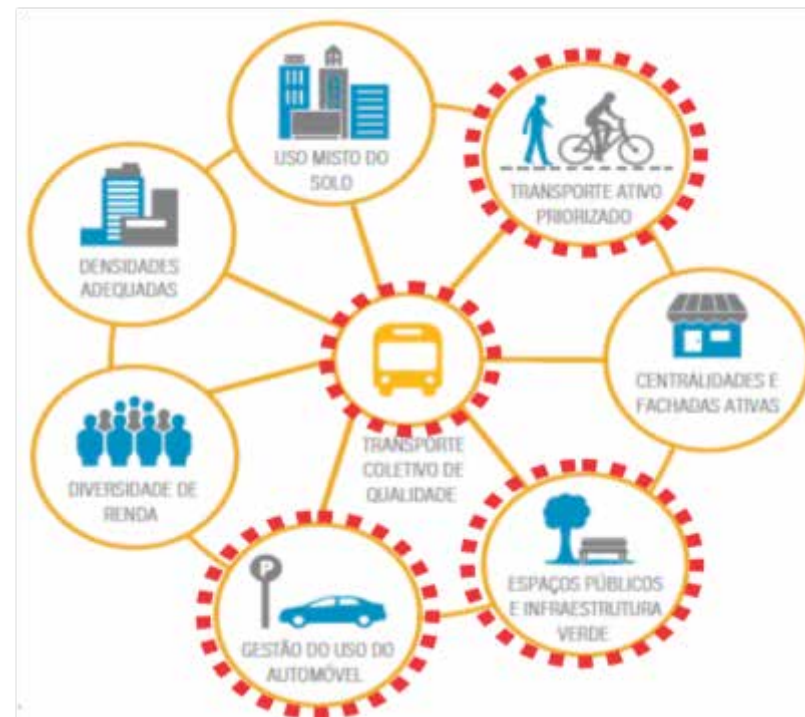 USO MISTO DO
SOLO
TRANSPORTE ATIVO
PRIORIZADO
DENSIDADES
ADEQUADAS
CENTRALIDADES E
FACHADAS ATIVAS
TRANSPORTE
COLETIVO DE
QUALIDADE
DIVERSIDADE DE
RENDA
ESPAÇOS PÚBLICOS
E INFRAESTRUTURA
VERDE
P
GESTÃO DO USO DO
AUTOMÓVEL